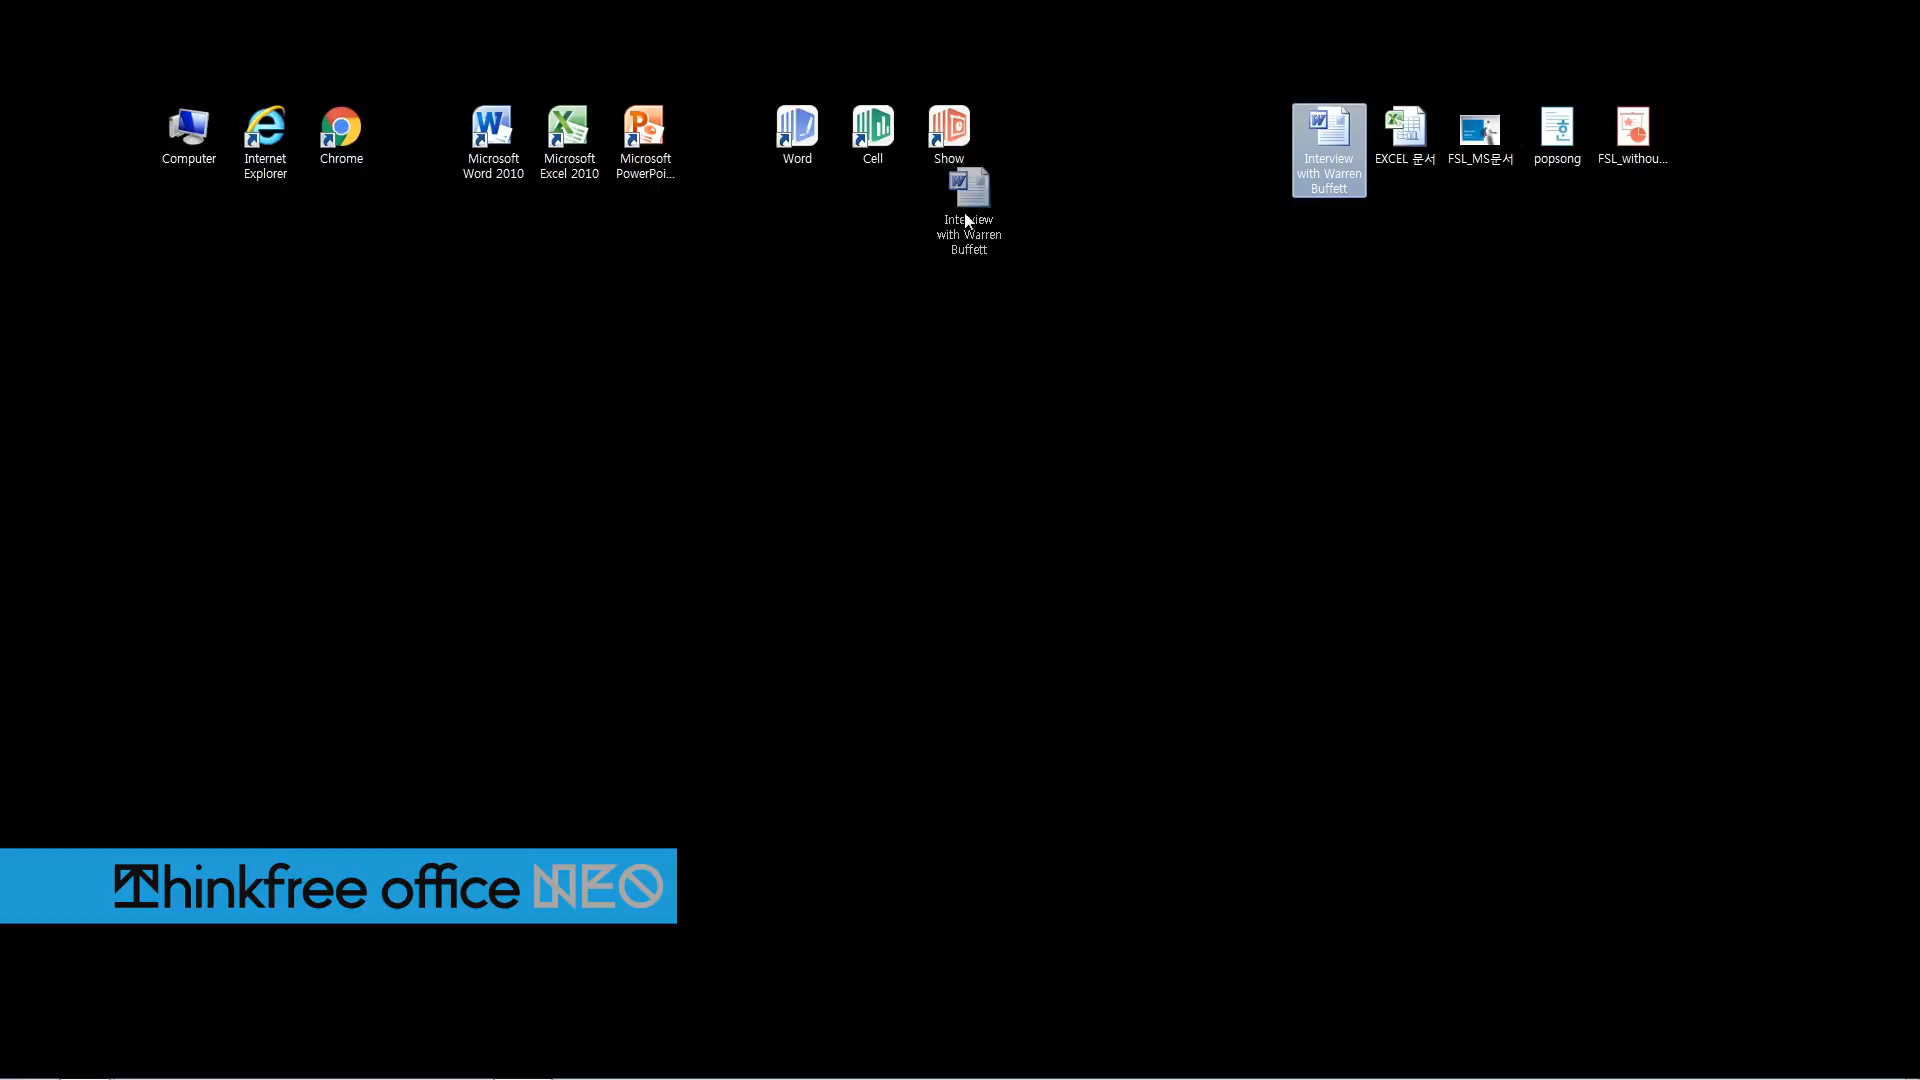 Computer
Internet
Explorer
Chrome
Microsoft
Word 2010
Microsoft
Excel 2010
Microsoft
PowerPoi...
Word
Cell
Show
Interview
with Warren
Buffett
Interview
with Warren
Buffett
EXCEL 문서
FSL_MS문서
popsong
FSL_withou...
Thinkfree office NEO